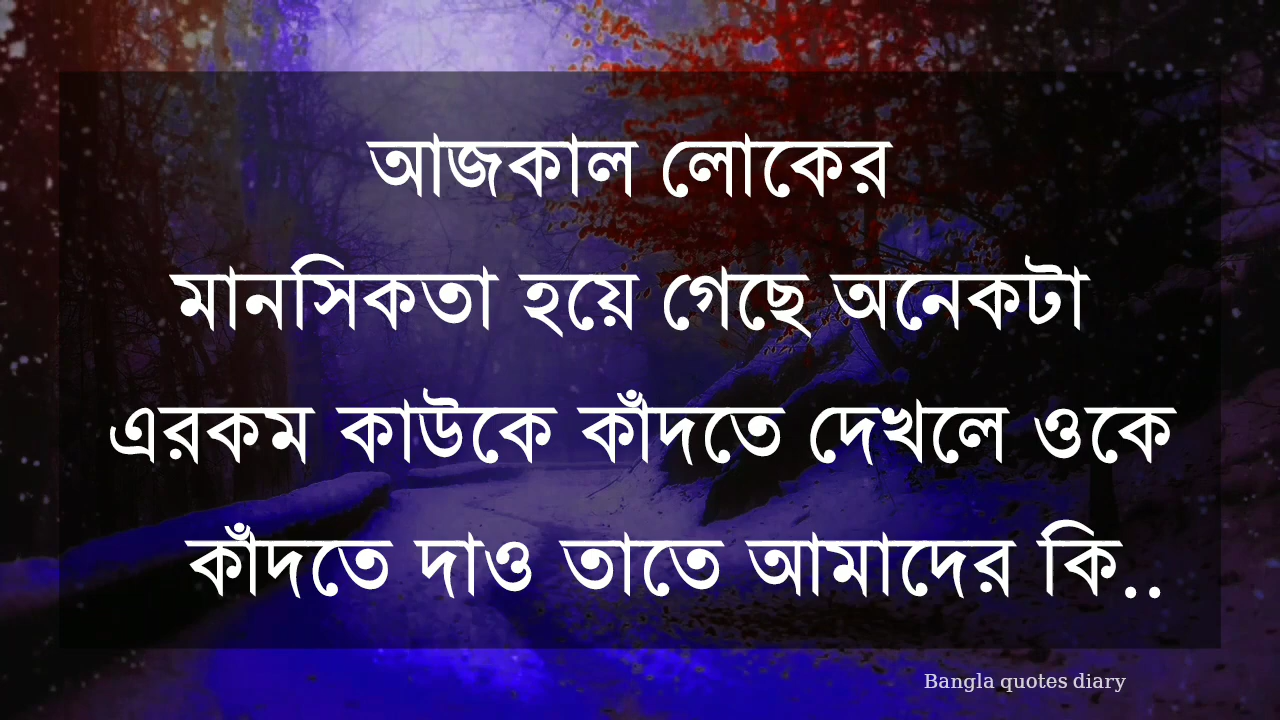 আজকাল লোকের
মানসিকতা হয়ে গেছে অনেকটা
এরকম কাউকে কাঁদতে দেখলে ওকে
কাঁদতে দাও তাতে আমাদের কি..
Bangla quotes diary